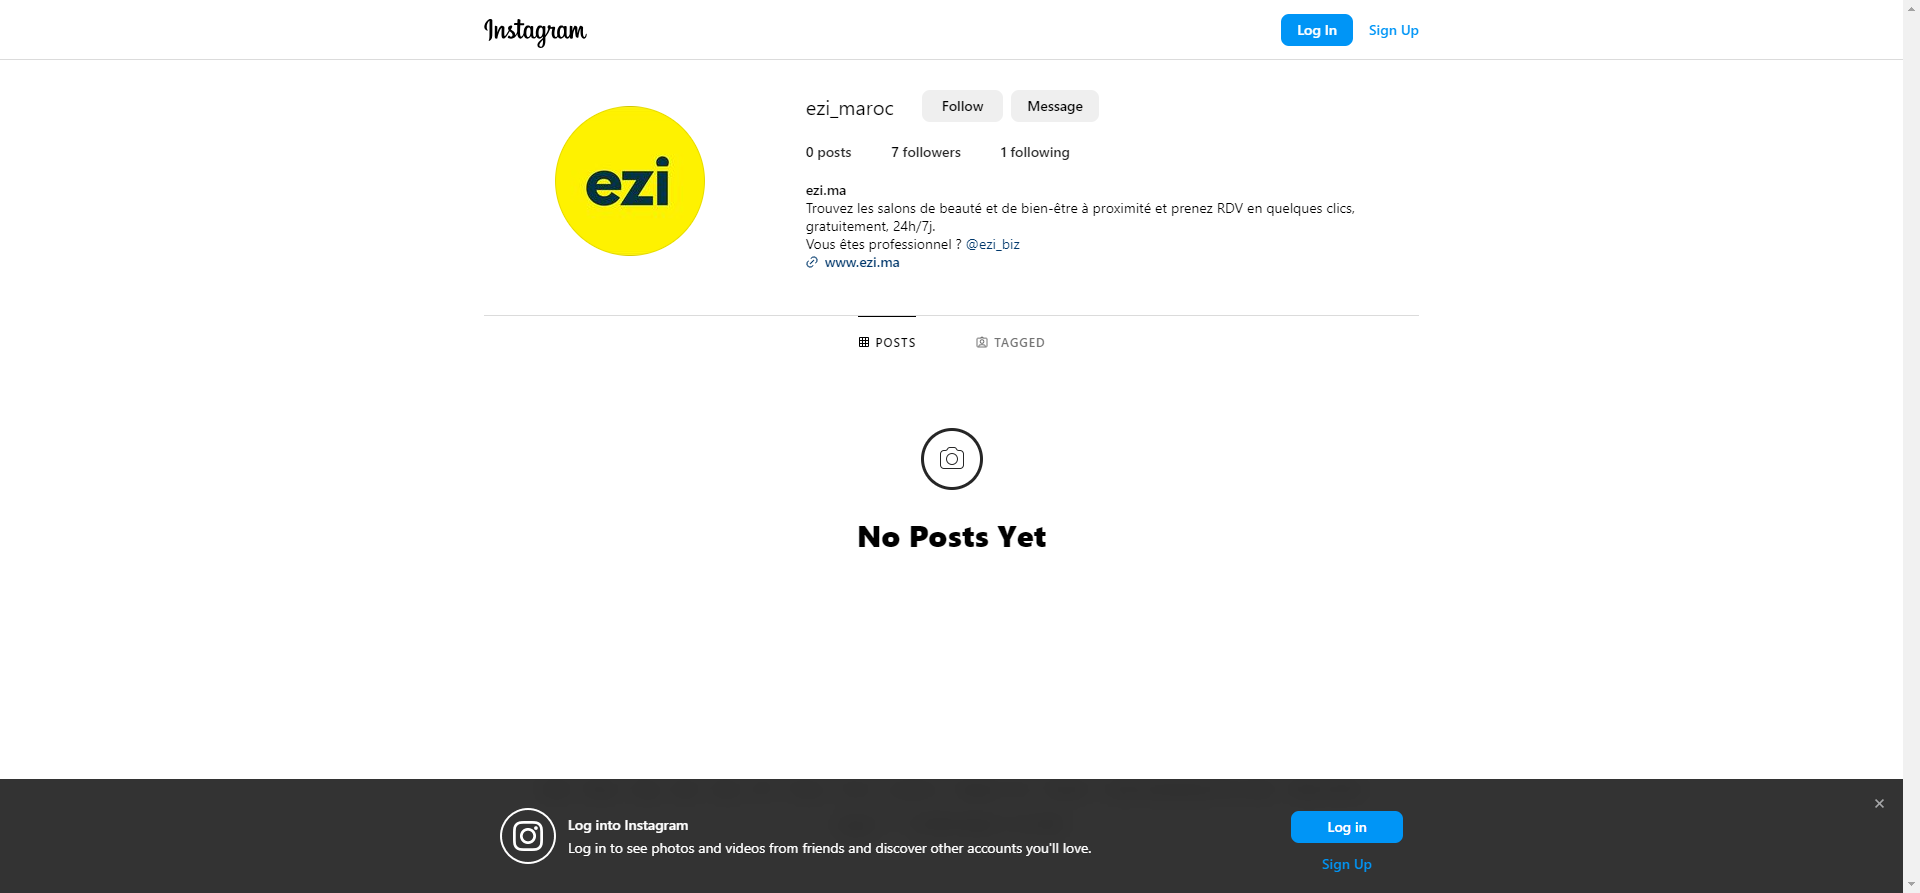 Instagram
Log In
Sign Up
ezi
ezi_maroc
Follow
Message
0 posts
7 followers
1 following
ezi.ma
Trouvez les salons de beauté et de bien-être à proximité et prenez RDV en quelques clics,
gratuitement, 24h/7j.
Vous êtes professionnel ? @ezi_biz
www.ezi.ma
POSTS
TAGGED
No Posts Yet
Log into Instagram
Log in to see photos and videos from friends and discover other accounts you'll love.
Log in
Sign Up